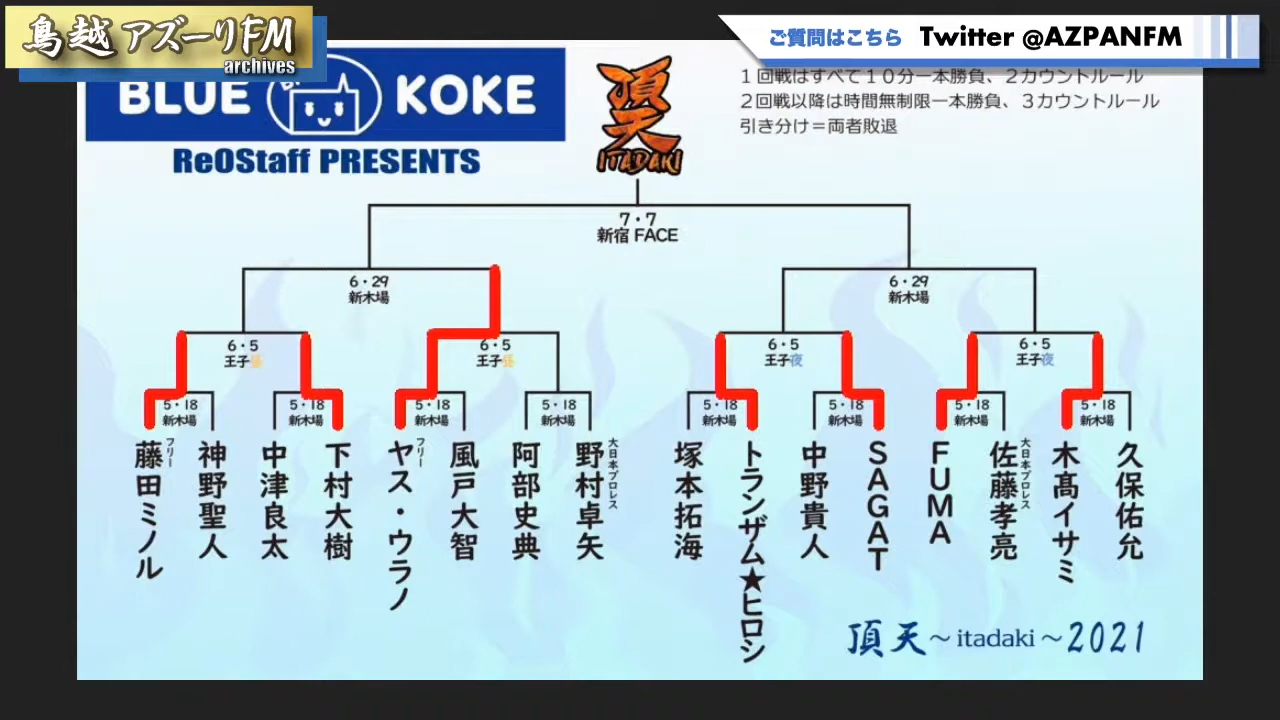 鳥越アズーリFM
archives
ご質問はこちら Twitter @AZPANFM
BLUE KOKE
ReOStaff PRESENTS
頂天
ITADAKI
1回戦はすべて10分一本勝負、2カウントルール
2回戦以降は時間無制限一本勝負、3カウントルール
引き分け=両者敗退
7・7
新宿 FACE
6・29
新木場
6・29
新木場
6・5
王子昼
6・5
王子昼
6・5
王子夜
6・5
王子夜
5・18
新木場
5・18
新木場
5・18
新木場
5・18
新木場
5・18
新木場
5・18
新木場
5・18
新木場
5・18
新木場
藤田ミノル
フリー
神野聖人
中津良太
下村大樹
ヤス・ウラノ
フリー
風戸大智
阿部史典
野村卓矢
大日本プロレス
塚本拓海
トランザム★ヒロシ
中野貴人
SAGAT
FUMA
佐藤孝亮
大日本プロレス
木髙イサミ
久保佑允
頂天～itadaki～2021